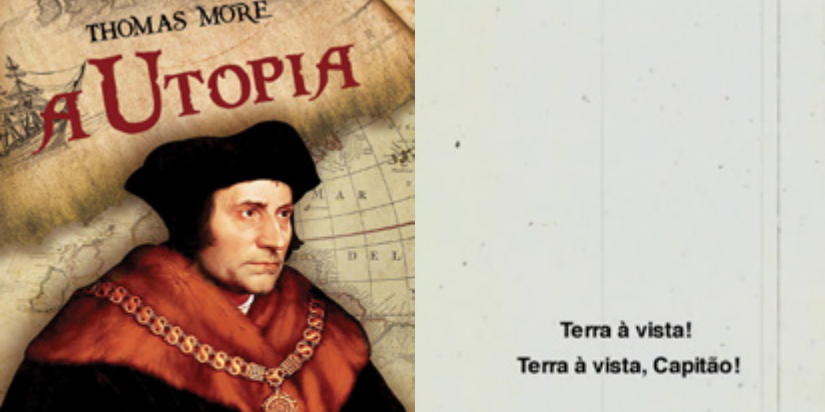 THOMAS MORE
A UTOPIA
MAR
DEL
Terra à vista!
Terra à vista, Capitão!